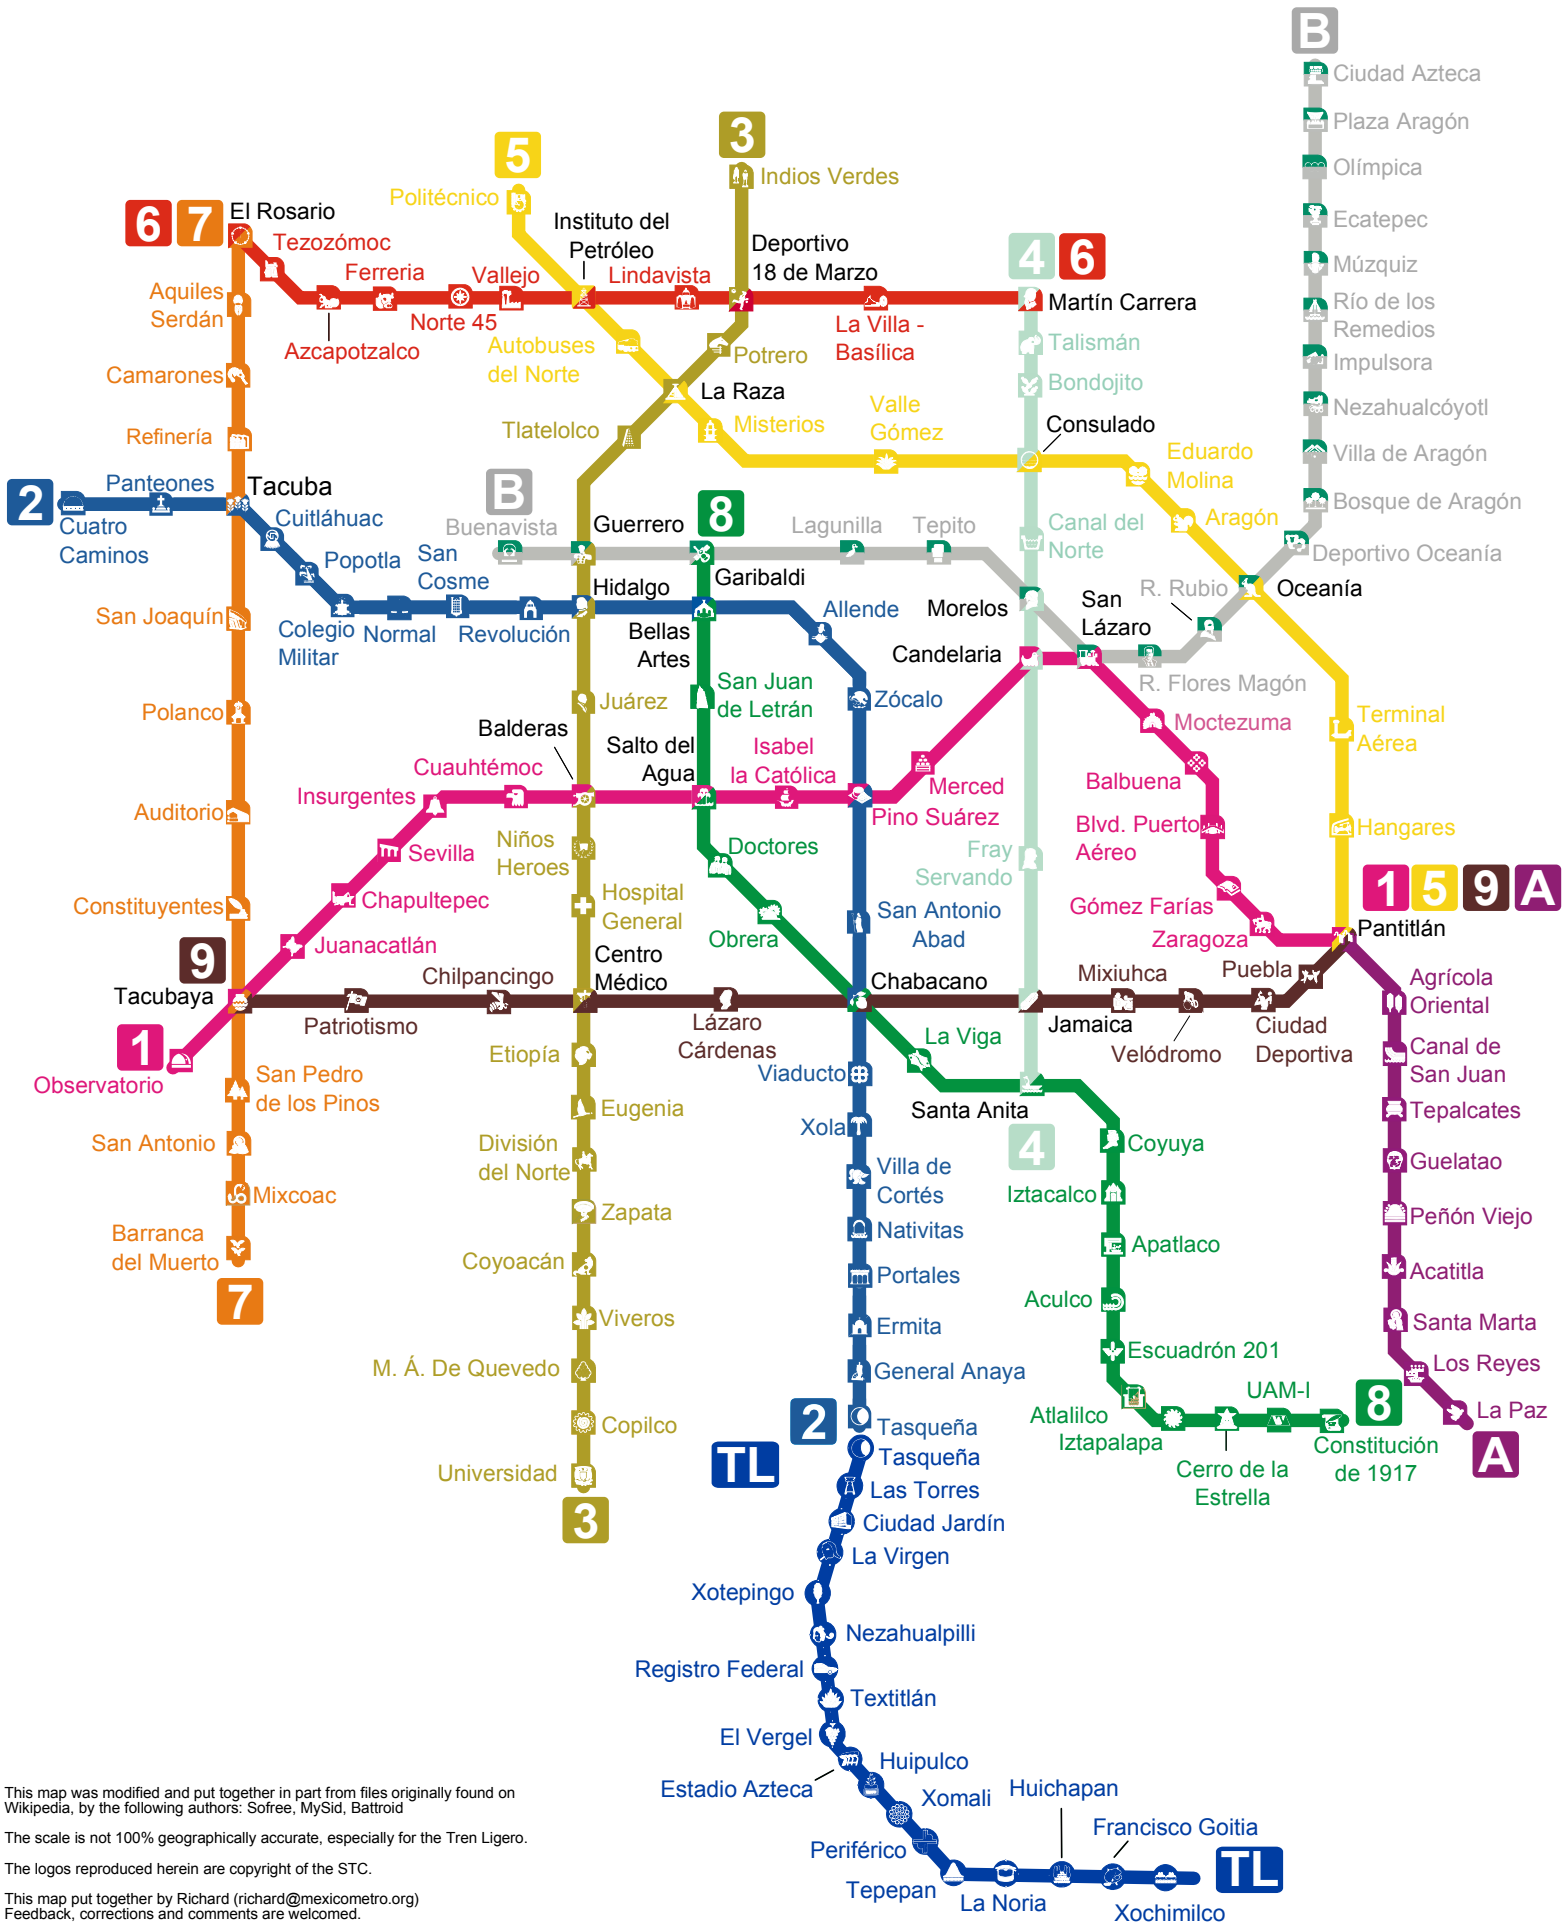 B
Ciudad Azteca
Plaza Aragón
Olímpica
Ecatepec
Múzquiz
Río de los
Remedios
Impulsora
Nezahualcóyotl
Villa de Aragón
Bosque de Aragón
Deportivo Oceanía
3
Indios Verdes
5
Politécnico
Instituto del
Petróleo
Deportivo
18 de Marzo
6 7
El Rosario
Tezozómoc
Ferreria
Vallejo
Lindavista
4 6
Martín Carrera
Azcapotzalco
Norte 45
La Villa -
Basílica
Aquiles
Serdán
Autobuses
del Norte
Potrero
Talismán
Camarones
La Raza
Bondojito
Refinería
Tlatelolco
Misterios
Valle
Gómez
Consulado
Eduardo
Molina
2
Panteones
Tacuba
Cuatro
Caminos
Cuitláhuac
Popotla
San
Cosme
B
Buenavista
Guerrero
8
Lagunilla
Tepito
Canal del
Norte
Aragón
Colegio
Militar
Normal
Revolución
Hidalgo
Garibaldi
Bellas
Artes
Allende
Morelos
San
Lázaro
R. Rubio
Oceanía
San Joaquín
Candelaria
R. Flores Magón
Polanco
Juárez
San Juan
de Letrán
Zócalo
Moctezuma
Terminal
Aérea
Balderas
Salto del
Agua
Isabel
la Católica
Cuauhtémoc
Insurgentes
Merced
Pino Suárez
Balbuena
Auditorio
Sevilla
Niños
Heroes
Doctores
Fray
Servando
Blvd. Puerto
Aéreo
Hangares
Constituyentes
Chapultepec
Hospital
General
Obrera
San Antonio
Abad
Gómez Farías
Zaragoza
1 5 9 A
Pantitlán
9
Juanacatlán
Tacubaya
Patriotismo
Chilpancingo
Centro
Médico
Lázaro
Cárdenas
Chabacano
Jamaica
Mixiuhca
Velódromo
Puebla
Ciudad
Deportiva
Agrícola
Oriental
1
Observatorio
San Pedro
de los Pinos
Etiopía
Viaducto
La Viga
Canal de
San Juan
San Antonio
Eugenia
Xola
Santa Anita
4
Coyuya
Tepalcates
Mixcoac
División
del Norte
Villa de
Cortés
Iztacalco
Guelatao
Barranca
del Muerto
7
Zapata
Nativitas
Apatlaco
Peñón Viejo
Coyoacán
Portales
Aculco
Acatitla
Viveros
Ermita
Escuadrón 201
Santa Marta
M. Á. De Quevedo
General Anaya
UAM-I
8
Los Reyes
Copilco
2
Tasqueña
Atlalilco
Iztapalapa
Cerro de la
Estrella
Constitución
de 1917
La Paz
A
Universidad
3
TL
Tasqueña
Las Torres
Ciudad Jardín
La Virgen
Xotepingo
Nezahualpilli
Registro Federal
Textitlán
El Vergel
Huipulco
Estadio Azteca
Xomali
Huichapan
Periférico
Francisco Goitia
Tepepan
La Noria
Xochimilco
TL
This map was modified and put together in part from files originally found on
Wikipedia, by the following authors: Sofree, MySid, Battroid
The scale is not 100% geographically accurate, especially for the Tren Ligero.
The logos reproduced herein are copyright of the STC.
This map put together by Richard (richard@mexicometro.org)
Feedback, corrections and comments are welcomed.